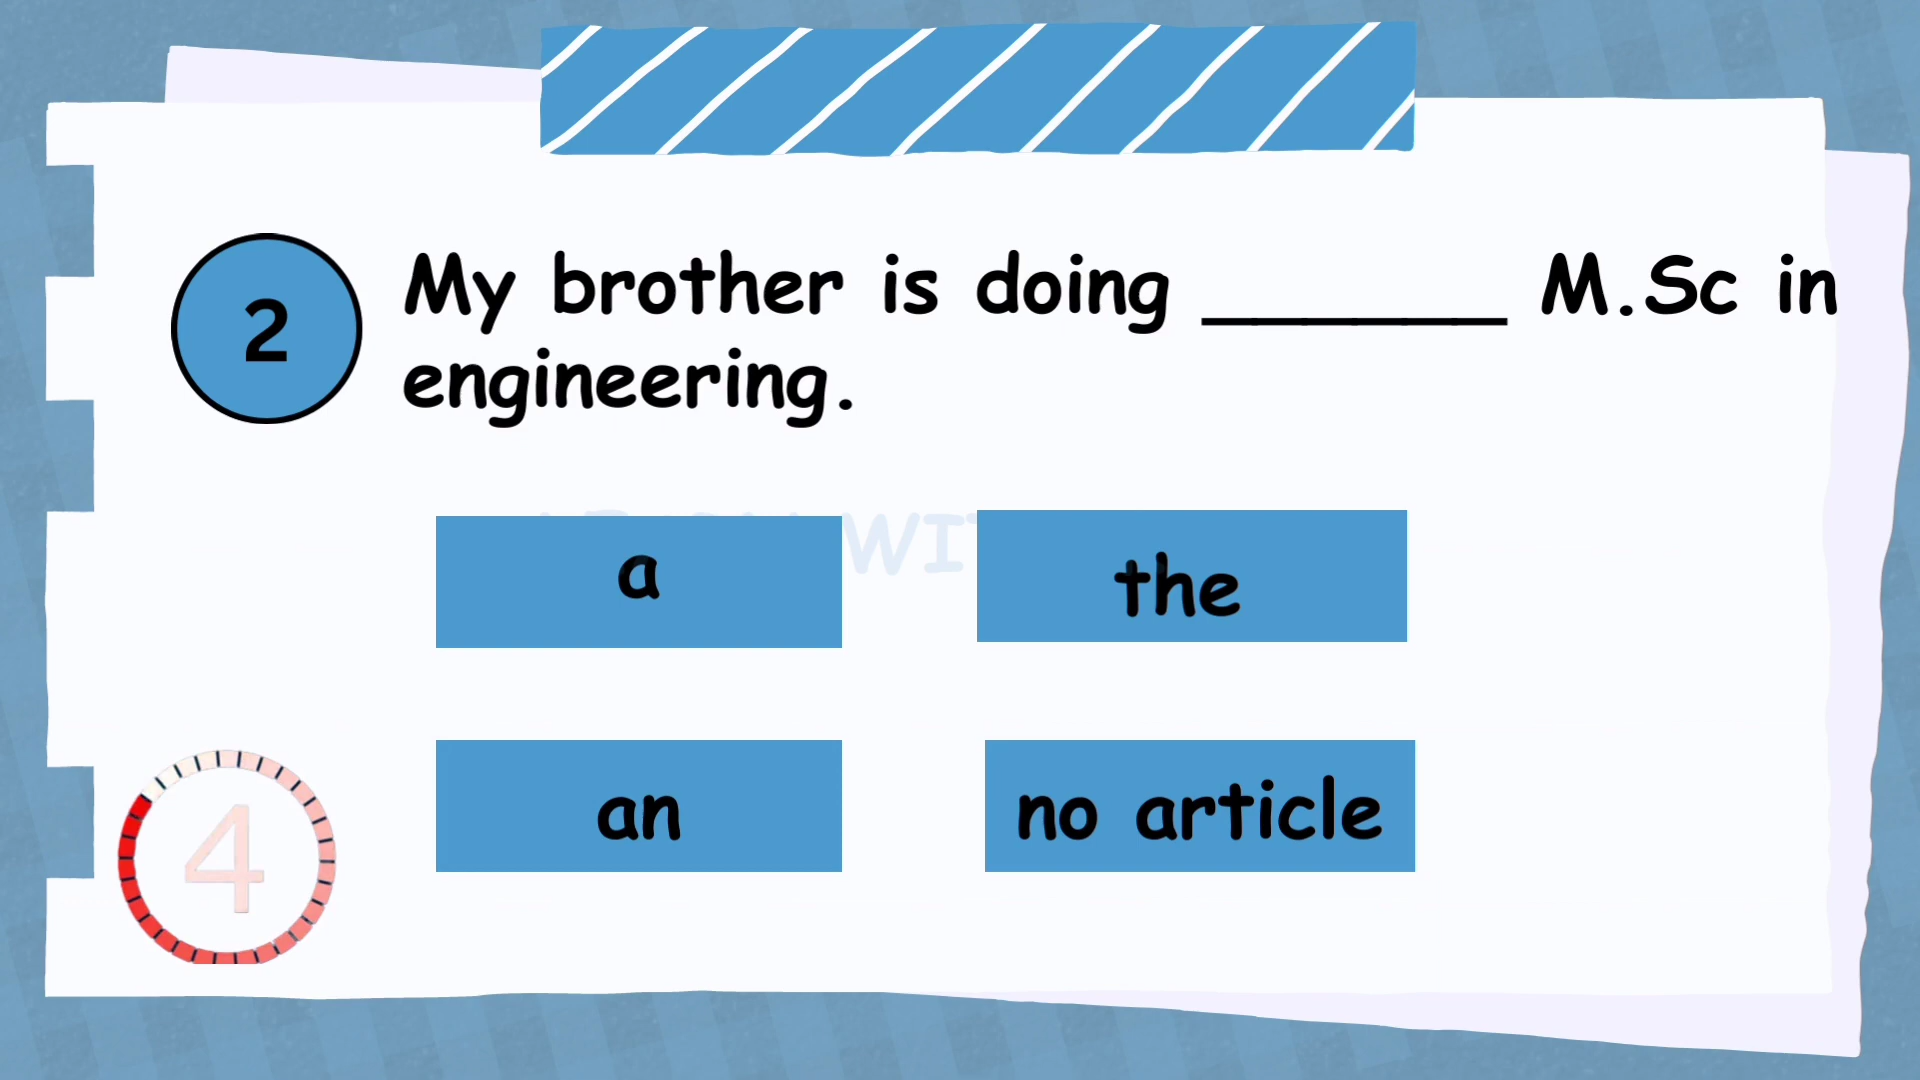 2
My brother is doing ______ M.Sc in
engineering.
a
the
an
no article
4